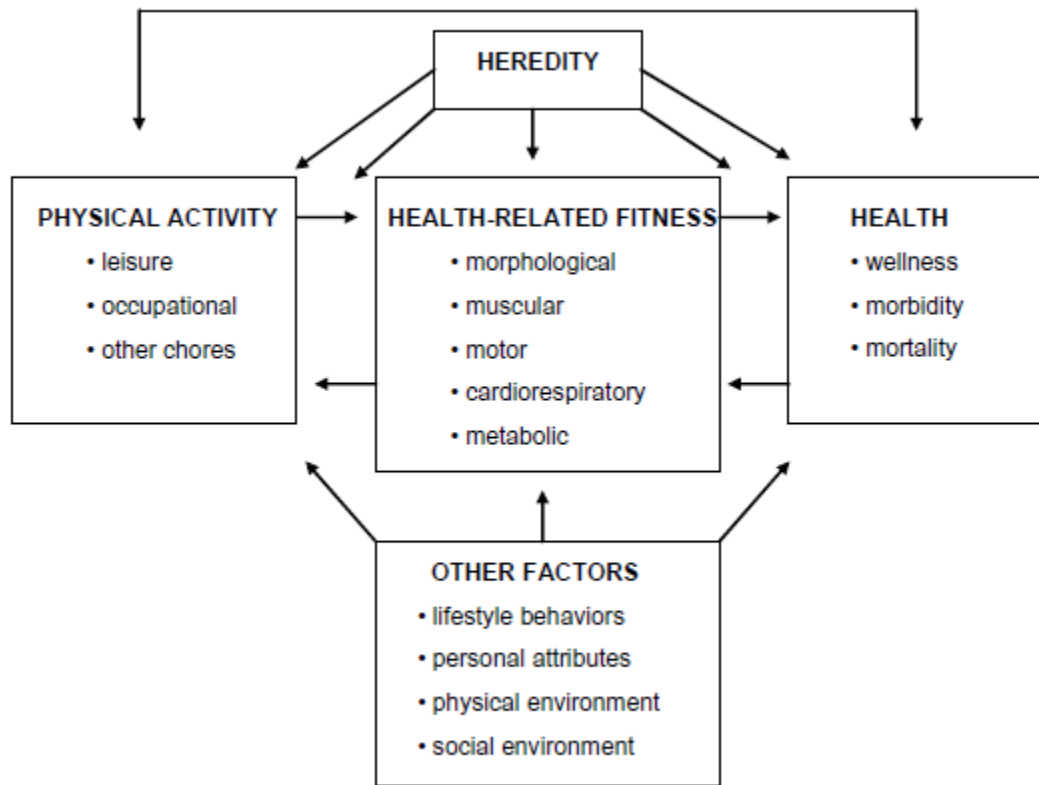 HEREDITY
PHYSICAL ACTIVITY
• leisure
• occupational
• other chores
HEALTH-RELATED FITNESS
• morphological
• muscular
• motor
• cardiorespiratory
• metabolic
HEALTH
• wellness
• morbidity
• mortality
OTHER FACTORS
• lifestyle behaviors
• personal attributes
• physical environment
• social environment